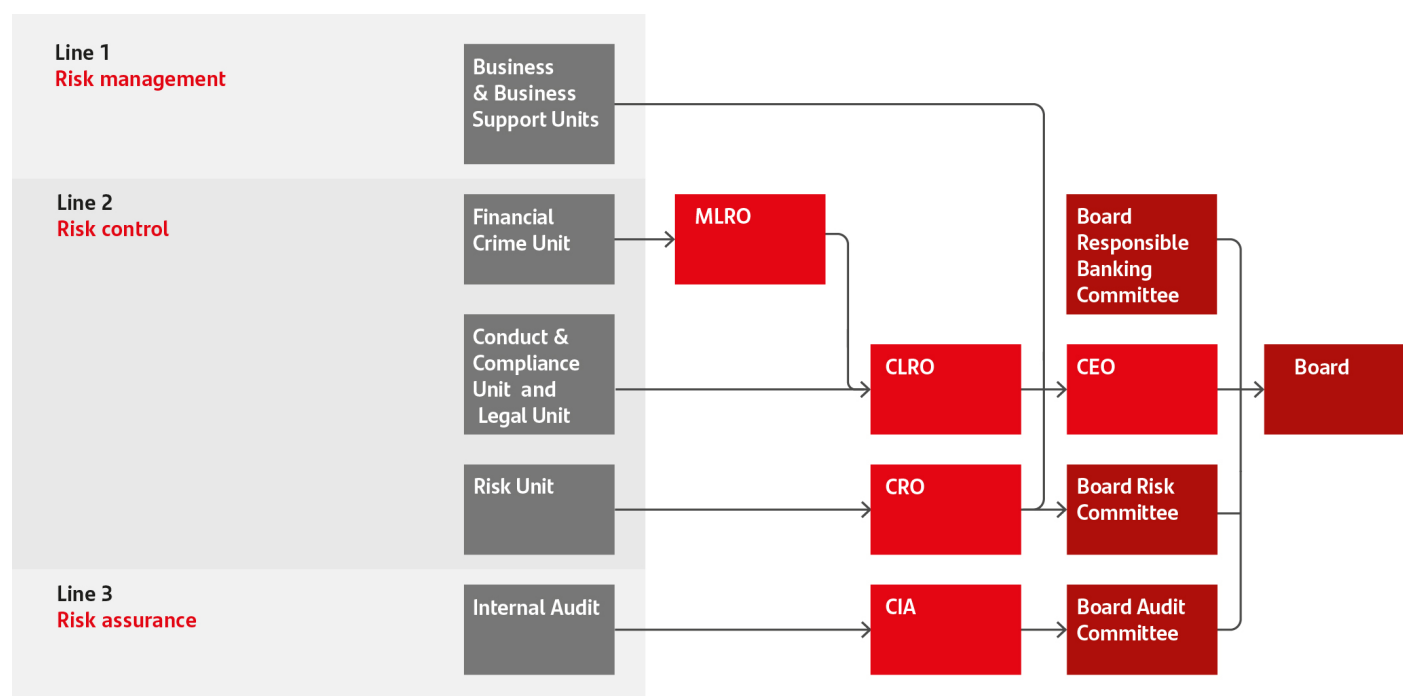 Line 1
Risk management
Business
& Business
Support Units
Line 2
Risk control
Financial
Crime Unit
MLRO
Board
Responsible
Banking
Committee
Conduct &
Compliance
Unit and
Legal Unit
CLRO
CEO
Board
Risk Unit
CRO
Board Risk
Committee
Line 3
Risk assurance
Internal Audit
CIA
Board Audit
Committee